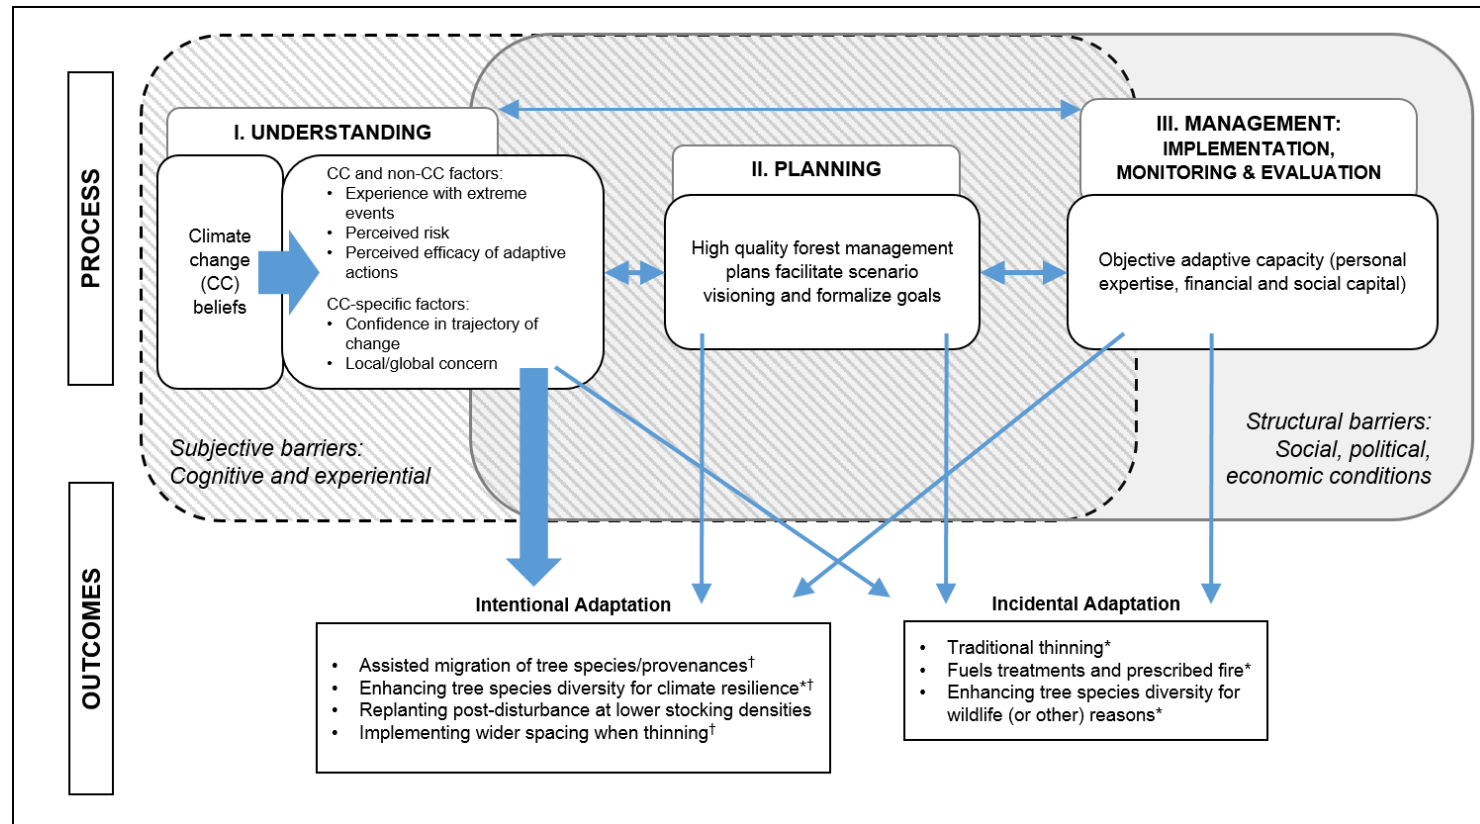 PROCESS
I. UNDERSTANDING
Climate
change
(CC)
beliefs
CC and non-CC factors:
• Experience with extreme
events
• Perceived risk
• Perceived efficacy of adaptive
actions
CC-specific factors:
• Confidence in trajectory of
change
• Local/global concern
II. PLANNING
High quality forest management
plans facilitate scenario
visioning and formalize goals
III. MANAGEMENT:
IMPLEMENTATION,
MONITORING & EVALUATION
Objective adaptive capacity (personal
expertise, financial and social capital)
Subjective barriers:
Cognitive and experiential
Structural barriers:
Social, political,
economic conditions
OUTCOMES
Intentional Adaptation
• Assisted migration of tree species/provenances†
• Enhancing tree species diversity for climate resilience*†
• Replanting post-disturbance at lower stocking densities
• Implementing wider spacing when thinning†
Incidental Adaptation
• Traditional thinning*
• Fuels treatments and prescribed fire*
• Enhancing tree species diversity for
wildlife (or other) reasons*